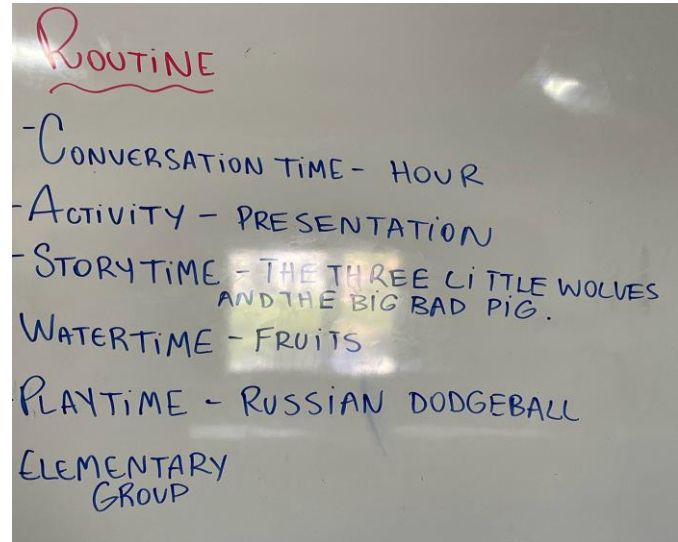 ROUTiNE
-CONVERSATiON TiME- HOUR
-ACTiViTY - PRESENTATiON
- STORYTiME - THE THREE LiTTLE WOLVES
AND THE BiG BAD PiG.
WATERTiME - FRUiTS
-PLAYTiME - RUSSiAN DODGEBALL
ELEMENTARY
GROUP